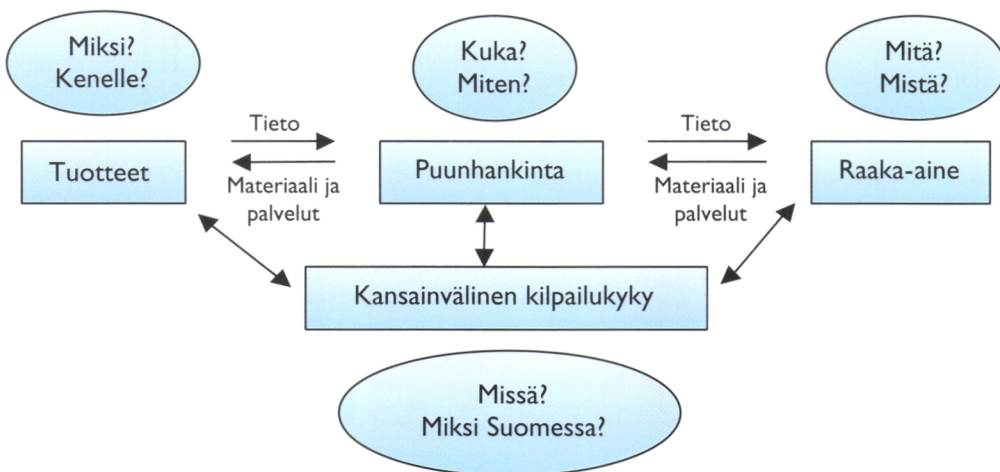 Miksi?
Kenelle?
Kuka?
Miten?
Mitä?
Mistä?
Tieto
Tieto
Tuotteet
Puunhankinta
Raaka-aine
Materiaali ja
palvelut
Materiaali ja
palvelut
Kansainvälinen kilpailukyky
Missä?
Miksi Suomessa?